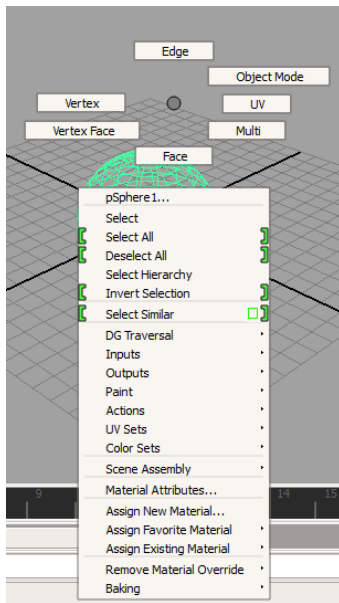 Edge
Object Mode
Vertex
UV
Vertex Face
Multi
Face
pSphere1...
Select
Select All
Deselect All
Select Hierarchy
Invert Selection
Select Similar
DG Traversal
Inputs
Outputs
Paint
Actions
UV Sets
Color Sets
Scene Assembly
9
14
15
Material Attributes...
Assign New Material...
Assign Favorite Material
Assign Existing Material
Remove Material Override
Baking